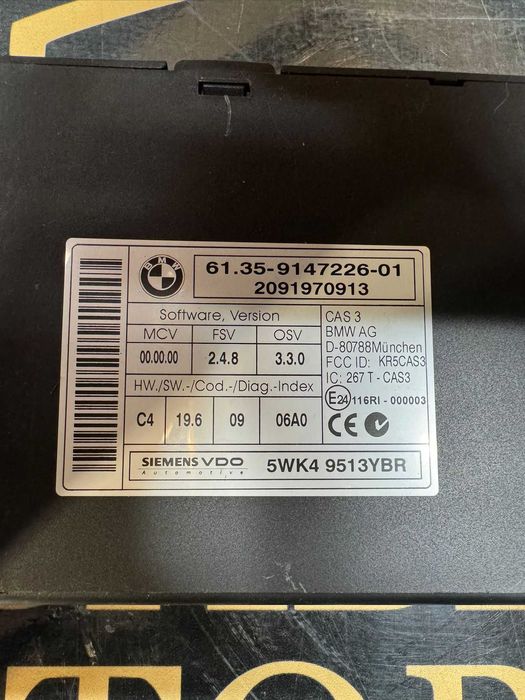 BMW
61.35-9147226-01
2091970913
Software, Version
MCV FSV OSV
00.00.00 2.4.8 3.3.0
HW./SW.-/Cod.-/Diag.-Index
C4 19.6 09 06A0
CAS 3
BMW AG
D-80788München
FCC ID: KR5CAS3
IC: 267 T - CAS3
E24 116RI - 000003
CE
SIEMENS VDO
Automotive
5WK4 9513YBR